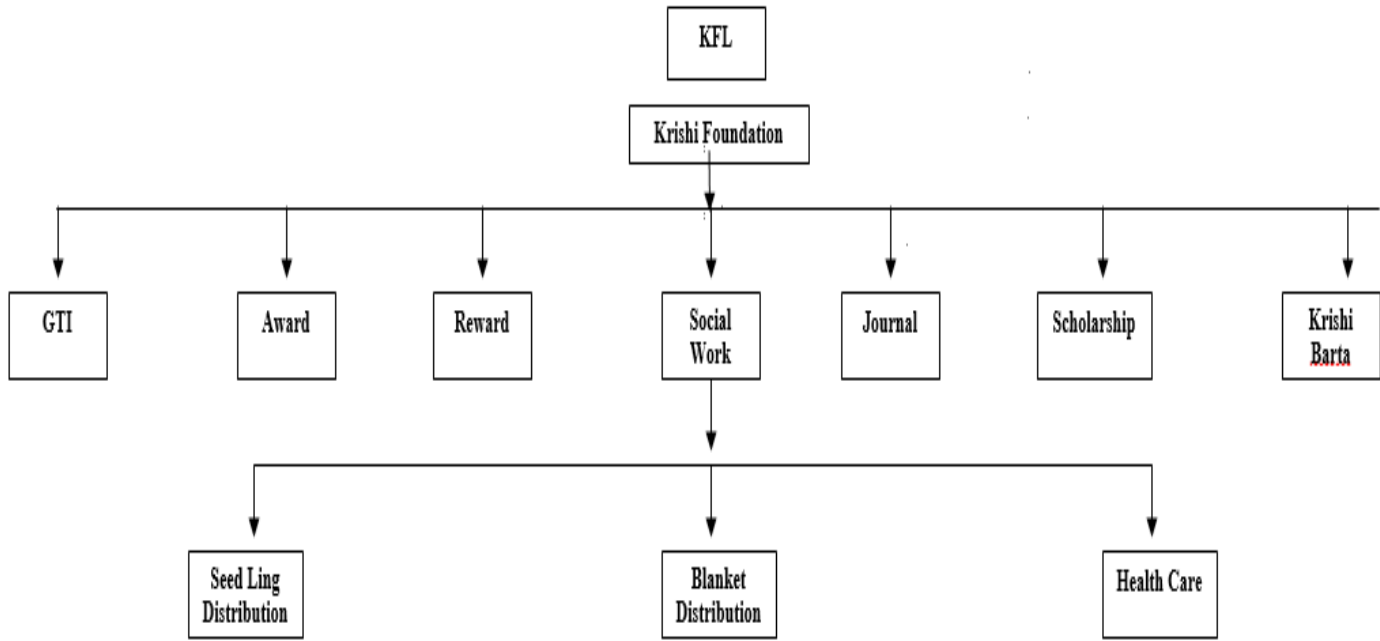 KFL
Krishi Foundation
GTI
Award
Reward
Social
Work
Journal
Scholarship
Krishi
Barta
Seed Ling
Distribution
Blanket
Distribution
Health Care